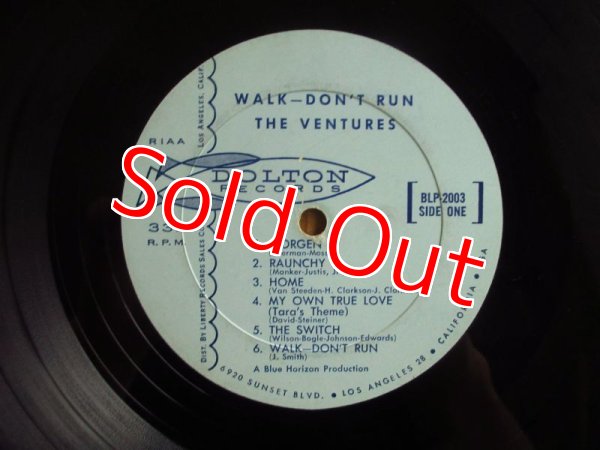 WALK—DON'T RUN
THE VENTURES
RIAA
DOLTON
RECORDS
33
R.P.M.
[BLP-2003
SIDE ONE]
Sold Out
2. RAUNCHY
(Manker-Justis, J
3. HOME
(Van Steeden-H. Clarkson-J.
4. MY OWN TRUE LOVE
(Tara's Theme)
(David-Steiner)
5. THE SWITCH
(Wilson-Bogle-Johnson-Edwards)
6. WALK—DON'T RUN
(J. Smith)
A Blue Horizon Production
DIST. BY LIBERTY RECORDS SALES
LOS ANGELES, CALIF.
6920 SUNSET BLVD. • LOS ANGELES 28 • CALIFORNIA •